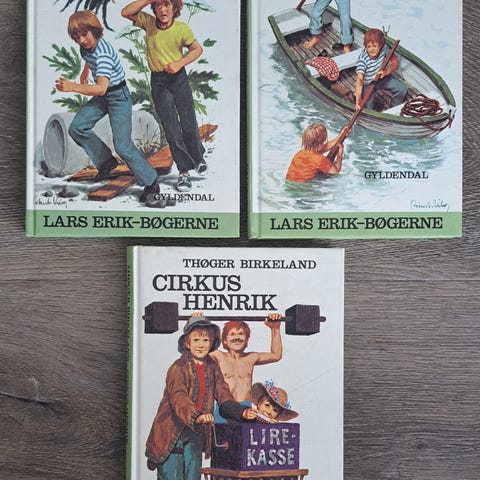 GYLDENDAL
LARS ERIK-BØGERNE
GYLDENDAL
LARS ERIK-BØGERNE
THØGER BIRKELAND
CIRKUS
HENRIK
LIRE-
KASSE